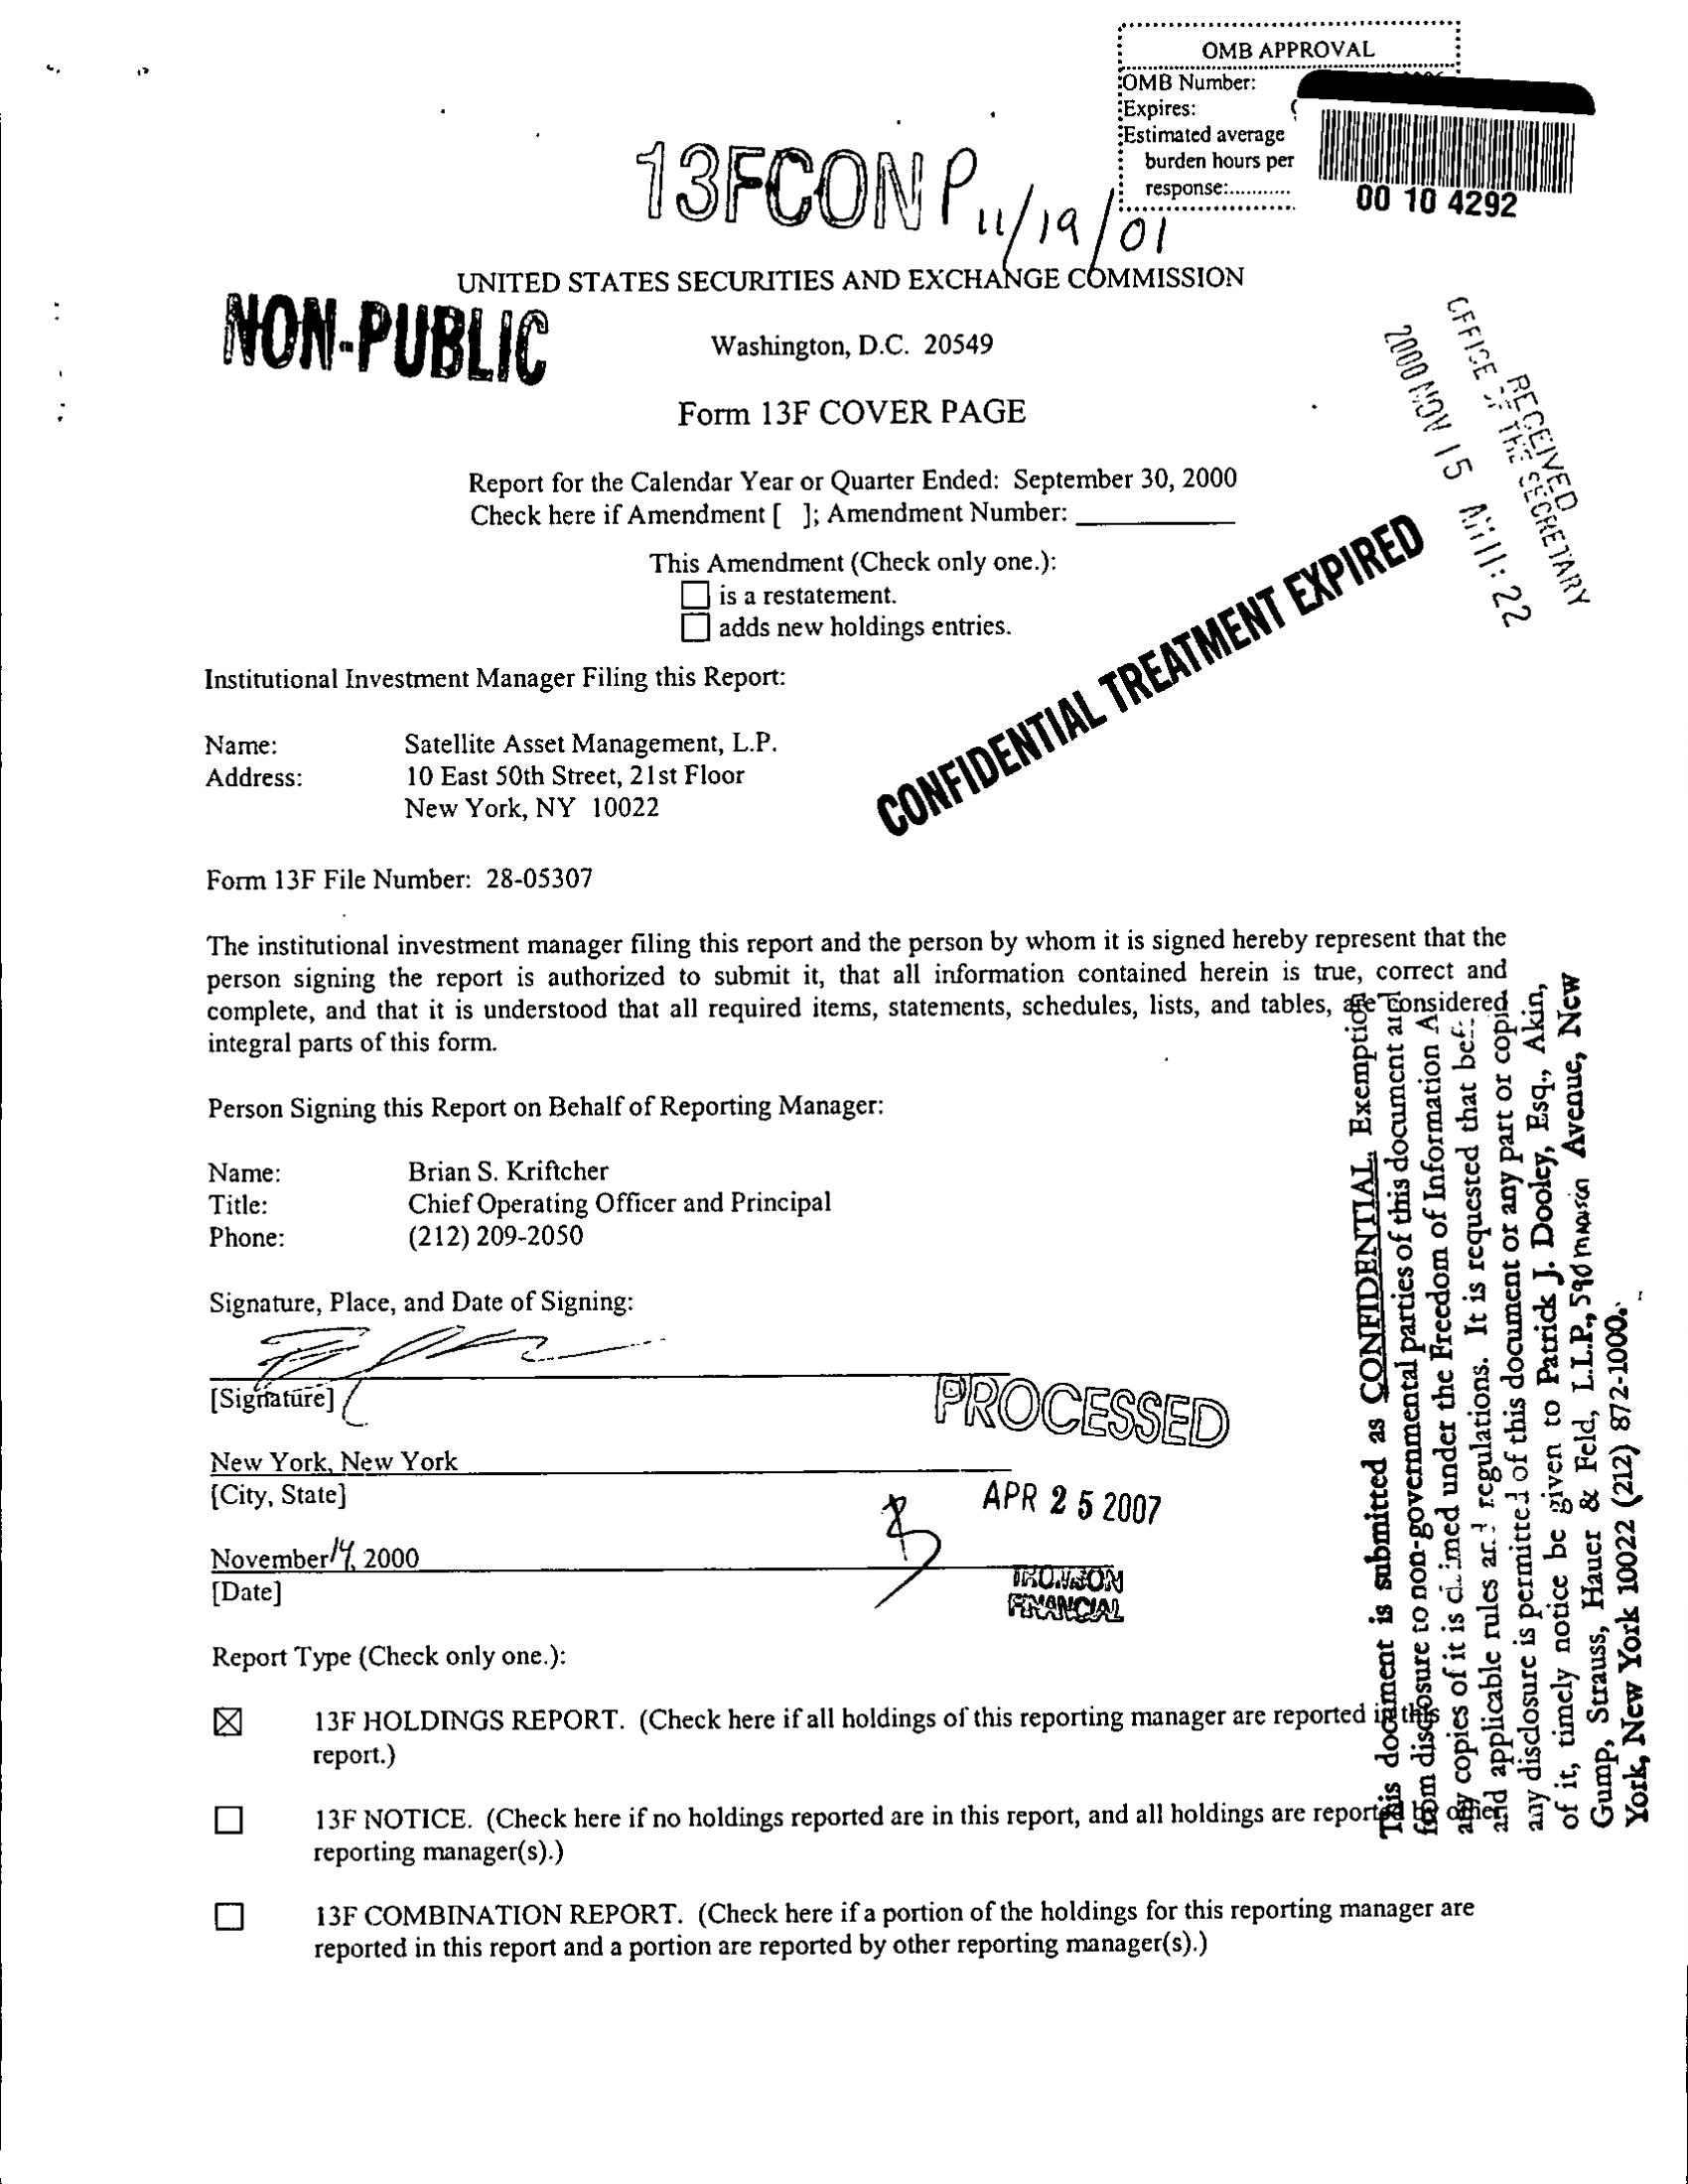 OMB APPROVAL
OMB Number:
Expires:
Estimated average
burden hours per
response:...........
00 10 4292
13FCON P 11/19/01
UNITED STATES SECURITIES AND EXCHANGE COMMISSION
NON-PUBLIC
Washington, D.C. 20549
Form 13F COVER PAGE
RECEIVED
OFFICE OF THE SECRETARY
2000 NOV 15 A 11:22
Report for the Calendar Year or Quarter Ended: September 30, 2000
Check here if Amendment [ ]; Amendment Number:
This Amendment (Check only one.):
is a restatement.
adds new holdings entries.
CONFIDENTIAL TREATMENT EXPIRED
Institutional Investment Manager Filing this Report:
Name: Satellite Asset Management, L.P.
Address: 10 East 50th Street, 21st Floor
New York, NY 10022
Form 13F File Number: 28-05307
The institutional investment manager filing this report and the person by whom it is signed hereby represent that the
person signing the report is authorized to submit it, that all information contained herein is true, correct and
complete, and that it is understood that all required items, statements, schedules, lists, and tables, are considered
integral parts of this form.
Person Signing this Report on Behalf of Reporting Manager:
Name: Brian S. Kriftcher
Title: Chief Operating Officer and Principal
Phone: (212) 209-2050
Signature, Place, and Date of Signing:
[Signature]
New York, New York
[City, State]
November 14, 2000
[Date]
PROCESSED
APR 25 2007
THOMSON
FINANCIAL
Report Type (Check only one.):
13F HOLDINGS REPORT. (Check here if all holdings of this reporting manager are reported in this
report.)
13F NOTICE. (Check here if no holdings reported are in this report, and all holdings are reported by other
reporting manager(s).)
13F COMBINATION REPORT. (Check here if a portion of the holdings for this reporting manager are
reported in this report and a portion are reported by other reporting manager(s).)
This document is submitted as CONFIDENTIAL. Exemption
from disclosure to non-governmental parties of this document and
any copies of it is claimed under the Freedom of Information A
and applicable rules and regulations. It is requested that bef
any disclosure is permitted of this document or any part or copi
of it, timely notice be given to Patrick J. Dooley, Esq., Akin,
Gump, Strauss, Hauer & Feld, L.L.P., 590 Madison Avenue, New
York, New York 10022 (212) 872-1000.